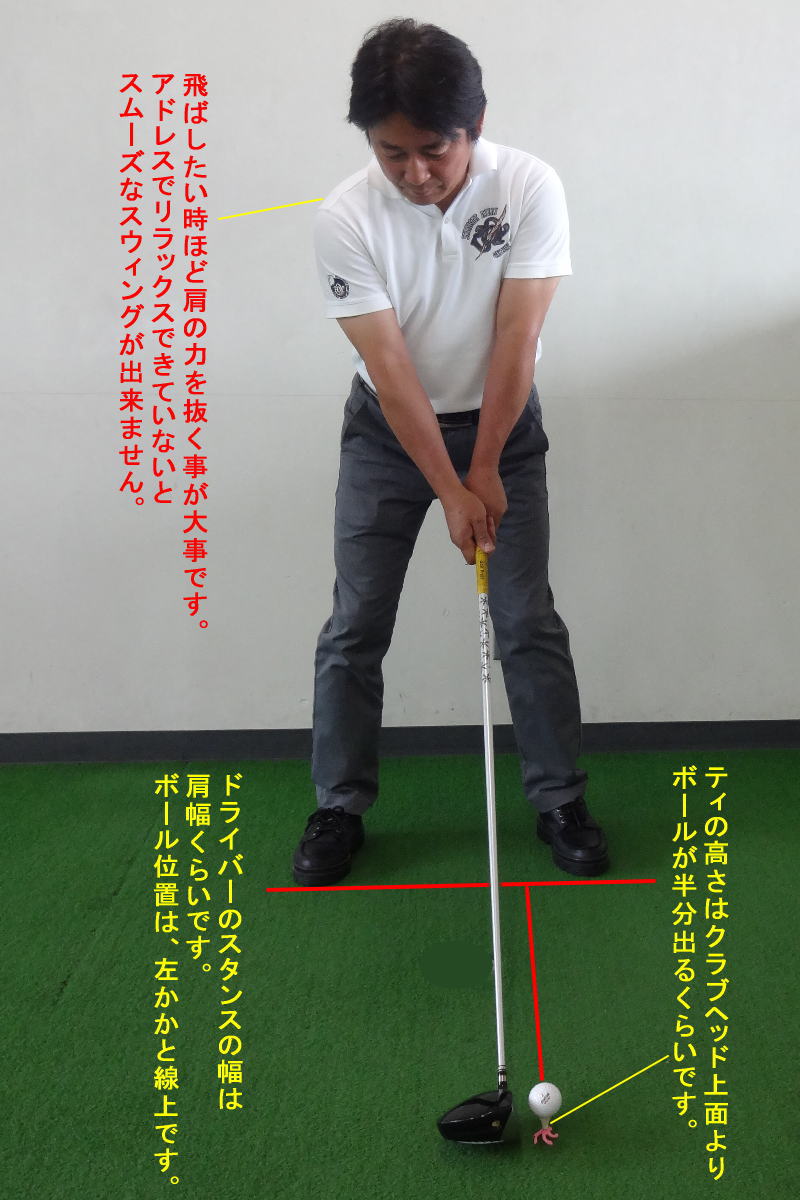 飛ばしたい時ほど肩の力を抜く事が大事です。
アドレスでリラックスできていないと
スムーズなスウィングが出来ません。
ティの高さはクラブヘッド上面より
ボールが半分出るくらいです。
ドライバーのスタンスの幅は
肩幅くらいです。
ボール位置は、左かかと線上です。